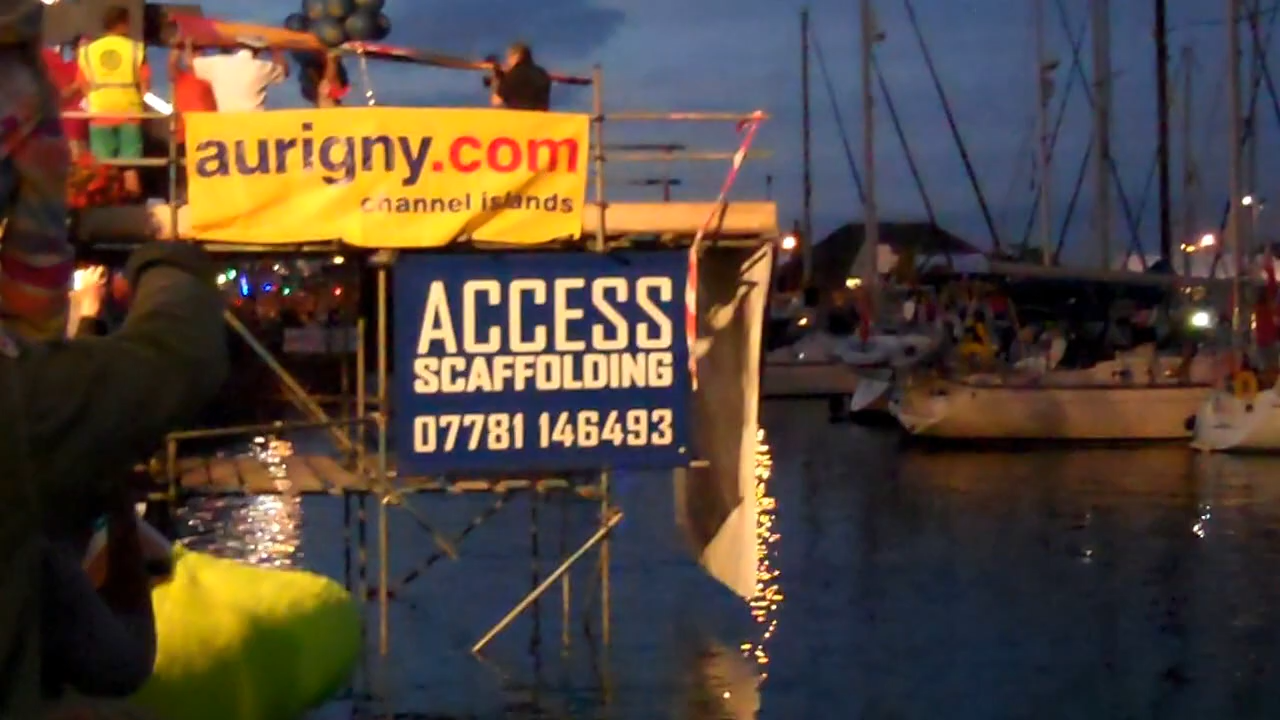 aurigny.com
channel islands
ACCESS
SCAFFOLDING
07781 146493